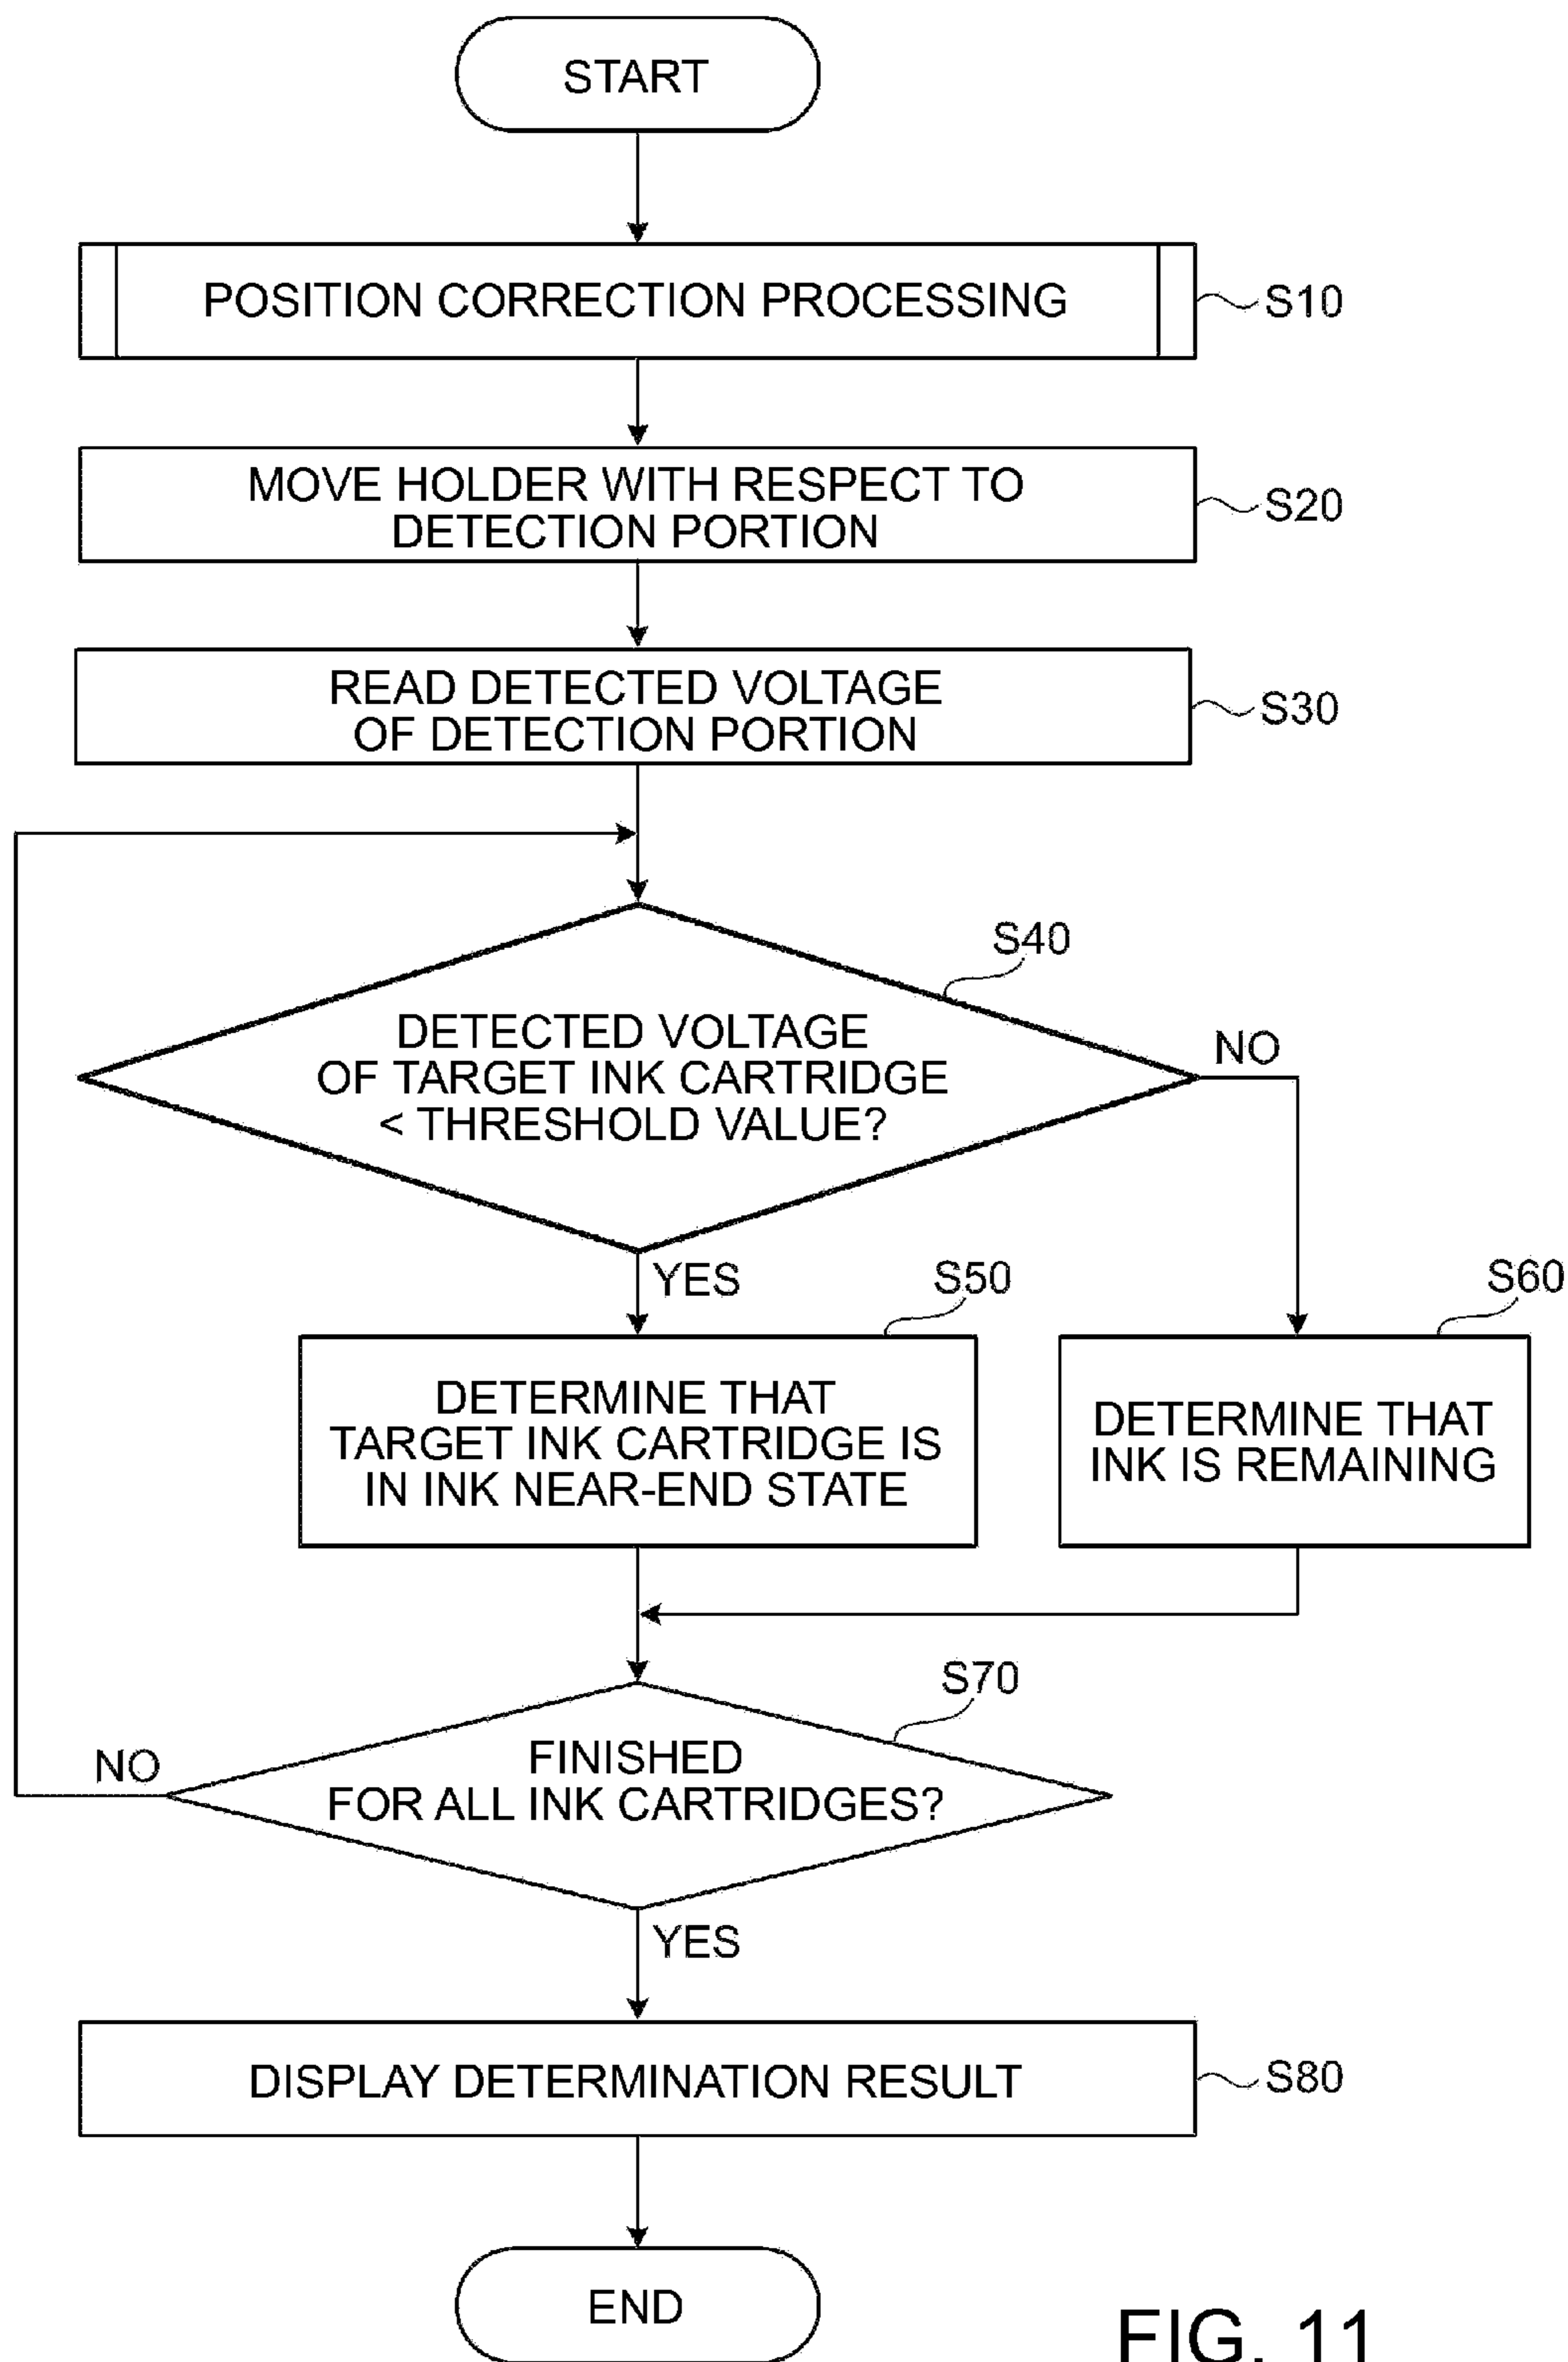 START
POSITION CORRECTION PROCESSING
S10
MOVE HOLDER WITH RESPECT TO
DETECTION PORTION
S20
READ DETECTED VOLTAGE
OF DETECTION PORTION
S30
S40
DETECTED VOLTAGE
OF TARGET INK CARTRIDGE
< THRESHOLD VALUE?
NO
YES
S50
S60
DETERMINE THAT
TARGET INK CARTRIDGE IS
IN INK NEAR-END STATE
DETERMINE THAT
INK IS REMAINING
S70
FINISHED
FOR ALL INK CARTRIDGES?
NO
YES
DISPLAY DETERMINATION RESULT
S80
END
FIG. 11